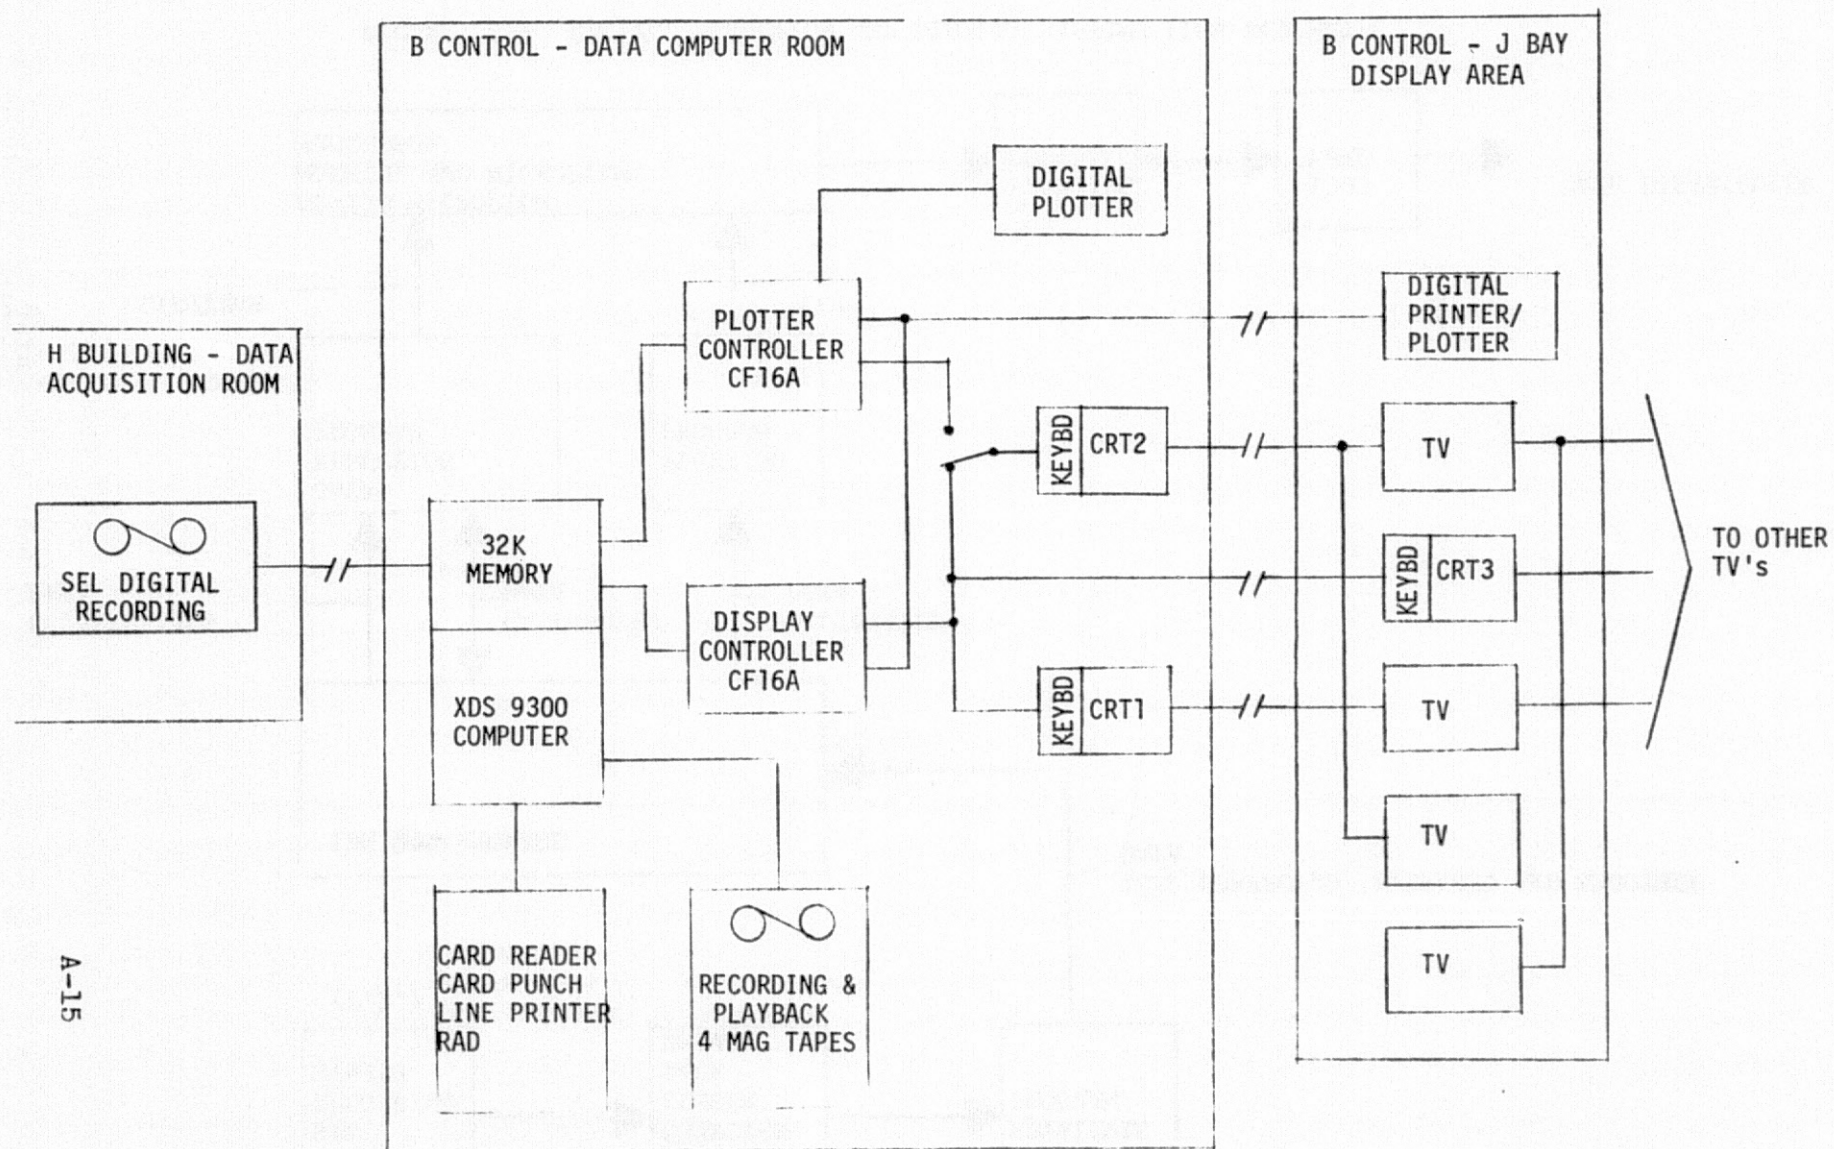 B CONTROL - DATA COMPUTER ROOM
B CONTROL - J BAY
DISPLAY AREA
DIGITAL
PLOTTER
PLOTTER
CONTROLLER
CF16A
DIGITAL
PRINTER/
PLOTTER
H BUILDING - DATA
ACQUISITION ROOM
SEL DIGITAL
RECORDING
32K
MEMORY
XDS 9300
COMPUTER
DISPLAY
CONTROLLER
CF16A
KEYBD
CRT2
TV
KEYBD
CRT3
TO OTHER
TV's
KEYBD
CRT1
TV
TV
TV
CARD READER
CARD PUNCH
LINE PRINTER
RAD
RECORDING &
PLAYBACK
4 MAG TAPES
A-15